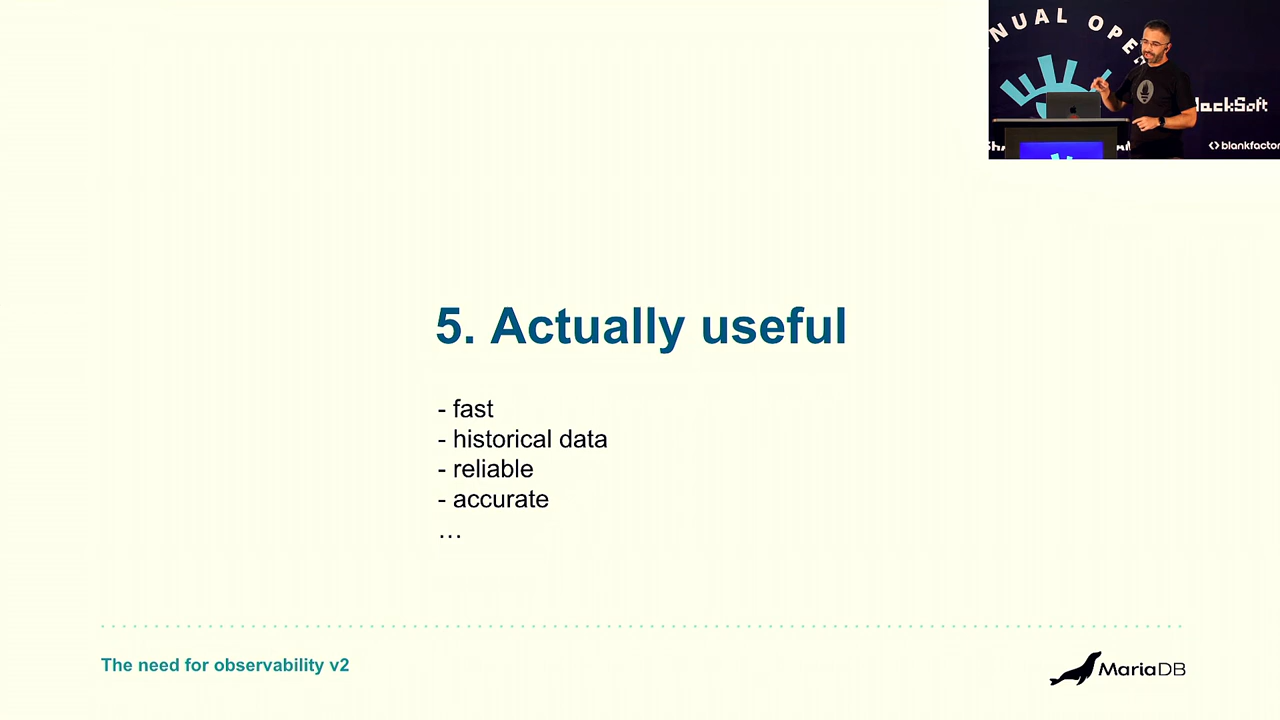 NUAL OPE
lackSoft
blankfactor
5. Actually useful
- fast
- historical data
- reliable
- accurate
…
The need for observability v2
MariaDB